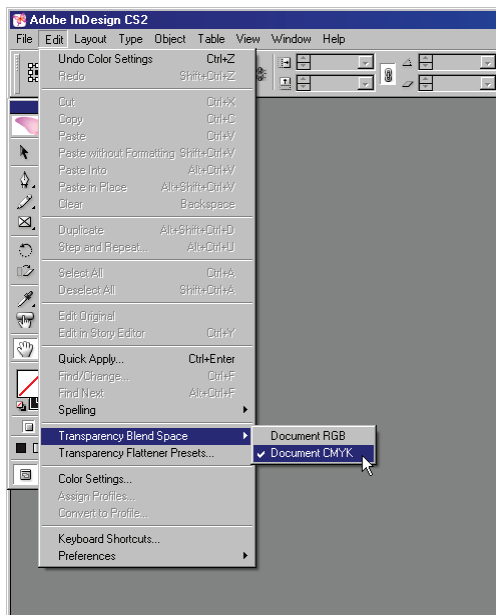 Adobe InDesign CS2
File Edit Layout Type Object Table View Window Help
Undo Color Settings Ctrl+Z
Redo Shift+Ctrl+Z
Cut Ctrl+X
Copy Ctrl+C
Paste Ctrl+V
Paste without Formatting Shift+Ctrl+V
Paste Into Alt+Ctrl+V
Paste in Place Alt+Shift+Ctrl+V
Clear Backspace
Duplicate Alt+Shift+Ctrl+D
Step and Repeat... Alt+Ctrl+U
Select All Ctrl+A
Deselect All Shift+Ctrl+A
Edit Original
Edit in Story Editor Ctrl+Y
Quick Apply... Ctrl+Enter
Find/Change... Ctrl+F
Find Next Alt+Ctrl+F
Spelling
Transparency Blend Space Document RGB
Transparency Flattener Presets... Document CMYK
Color Settings...
Assign Profiles...
Convert to Profile...
Keyboard Shortcuts...
Preferences